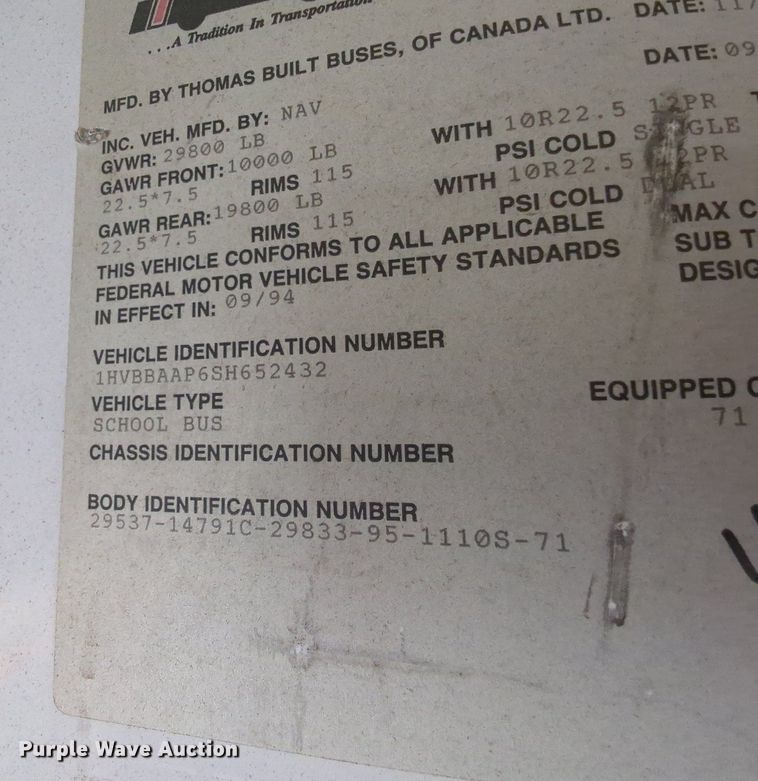 ...A Tradition In Transportation
MFD. BY THOMAS BUILT BUSES, OF CANADA LTD. DATE: 11/
INC. VEH. MFD. BY: NAV DATE: 09
GVWR: 29800 LB
GAWR FRONT: 10000 LB WITH 10R22.5 12PR
22.5*7.5 RIMS 115 PSI COLD SINGLE
GAWR REAR: 19800 LB WITH 10R22.5 12PR
22.5*7.5 RIMS 115 PSI COLD DUAL
THIS VEHICLE CONFORMS TO ALL APPLICABLE MAX C
FEDERAL MOTOR VEHICLE SAFETY STANDARDS SUB T
IN EFFECT IN: 09/94 DESIG
VEHICLE IDENTIFICATION NUMBER
1HVBBAAP6SH652432
VEHICLE TYPE EQUIPPED
SCHOOL BUS 71
CHASSIS IDENTIFICATION NUMBER
BODY IDENTIFICATION NUMBER
29537-14791C-29833-95-1110S-71
Purple Wave Auction